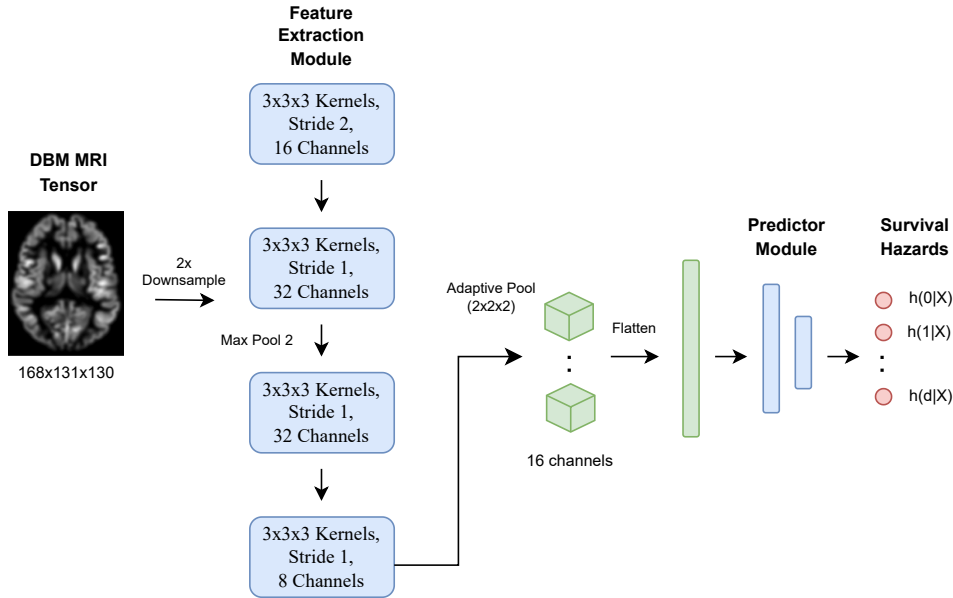 Feature
Extraction
Module
3x3x3 Kernels,
Stride 2,
16 Channels
DBM MRI
Tensor
168x131x130
2x
Downsample
3x3x3 Kernels,
Stride 1,
32 Channels
Max Pool 2
3x3x3 Kernels,
Stride 1,
32 Channels
3x3x3 Kernels,
Stride 1,
8 Channels
Adaptive Pool
(2x2x2)
:
16 channels
Flatten
Predictor
Module
Survival
Hazards
h(0|X)
h(1|X)
:
h(d|X)